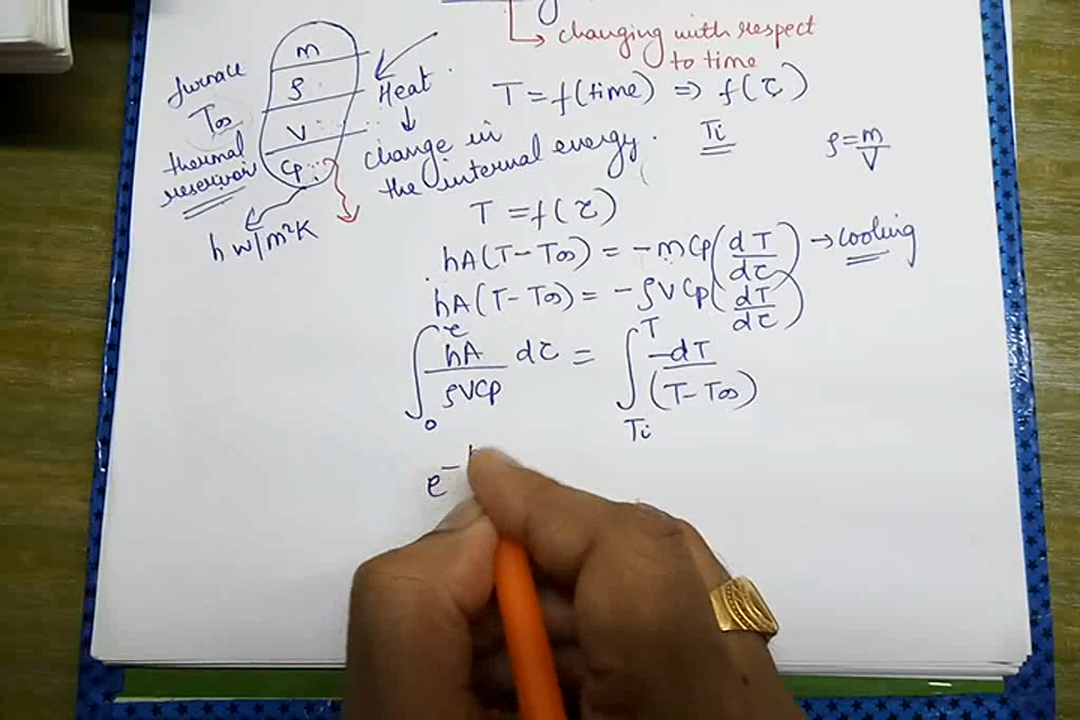 changing with respect
to time
furnace
T∞
thermal
reservoir
m
ρ
V
Cp
Heat
change in
the internal energy.
h w/m²K
T = f(time) ⇒ f(τ)
Ti
ρ = m/V
T = f(τ)
hA(T - T∞) = - mCp(dT/dτ) → cooling
hA(T - T∞) = - ρVCp(dT/dτ)
∫₀^τ hA/ρVCp dτ = ∫_Ti^T -dT/(T - T∞)
e^-